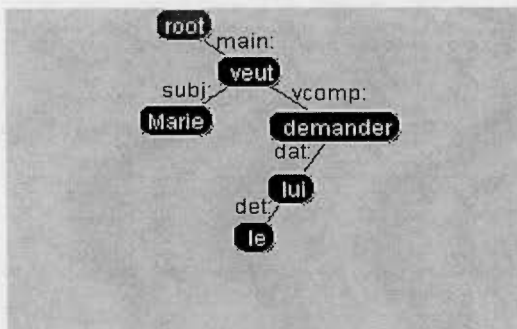 root
main:
veut
subj: vcomp:
Marie demander
dat:
lui
det:
le